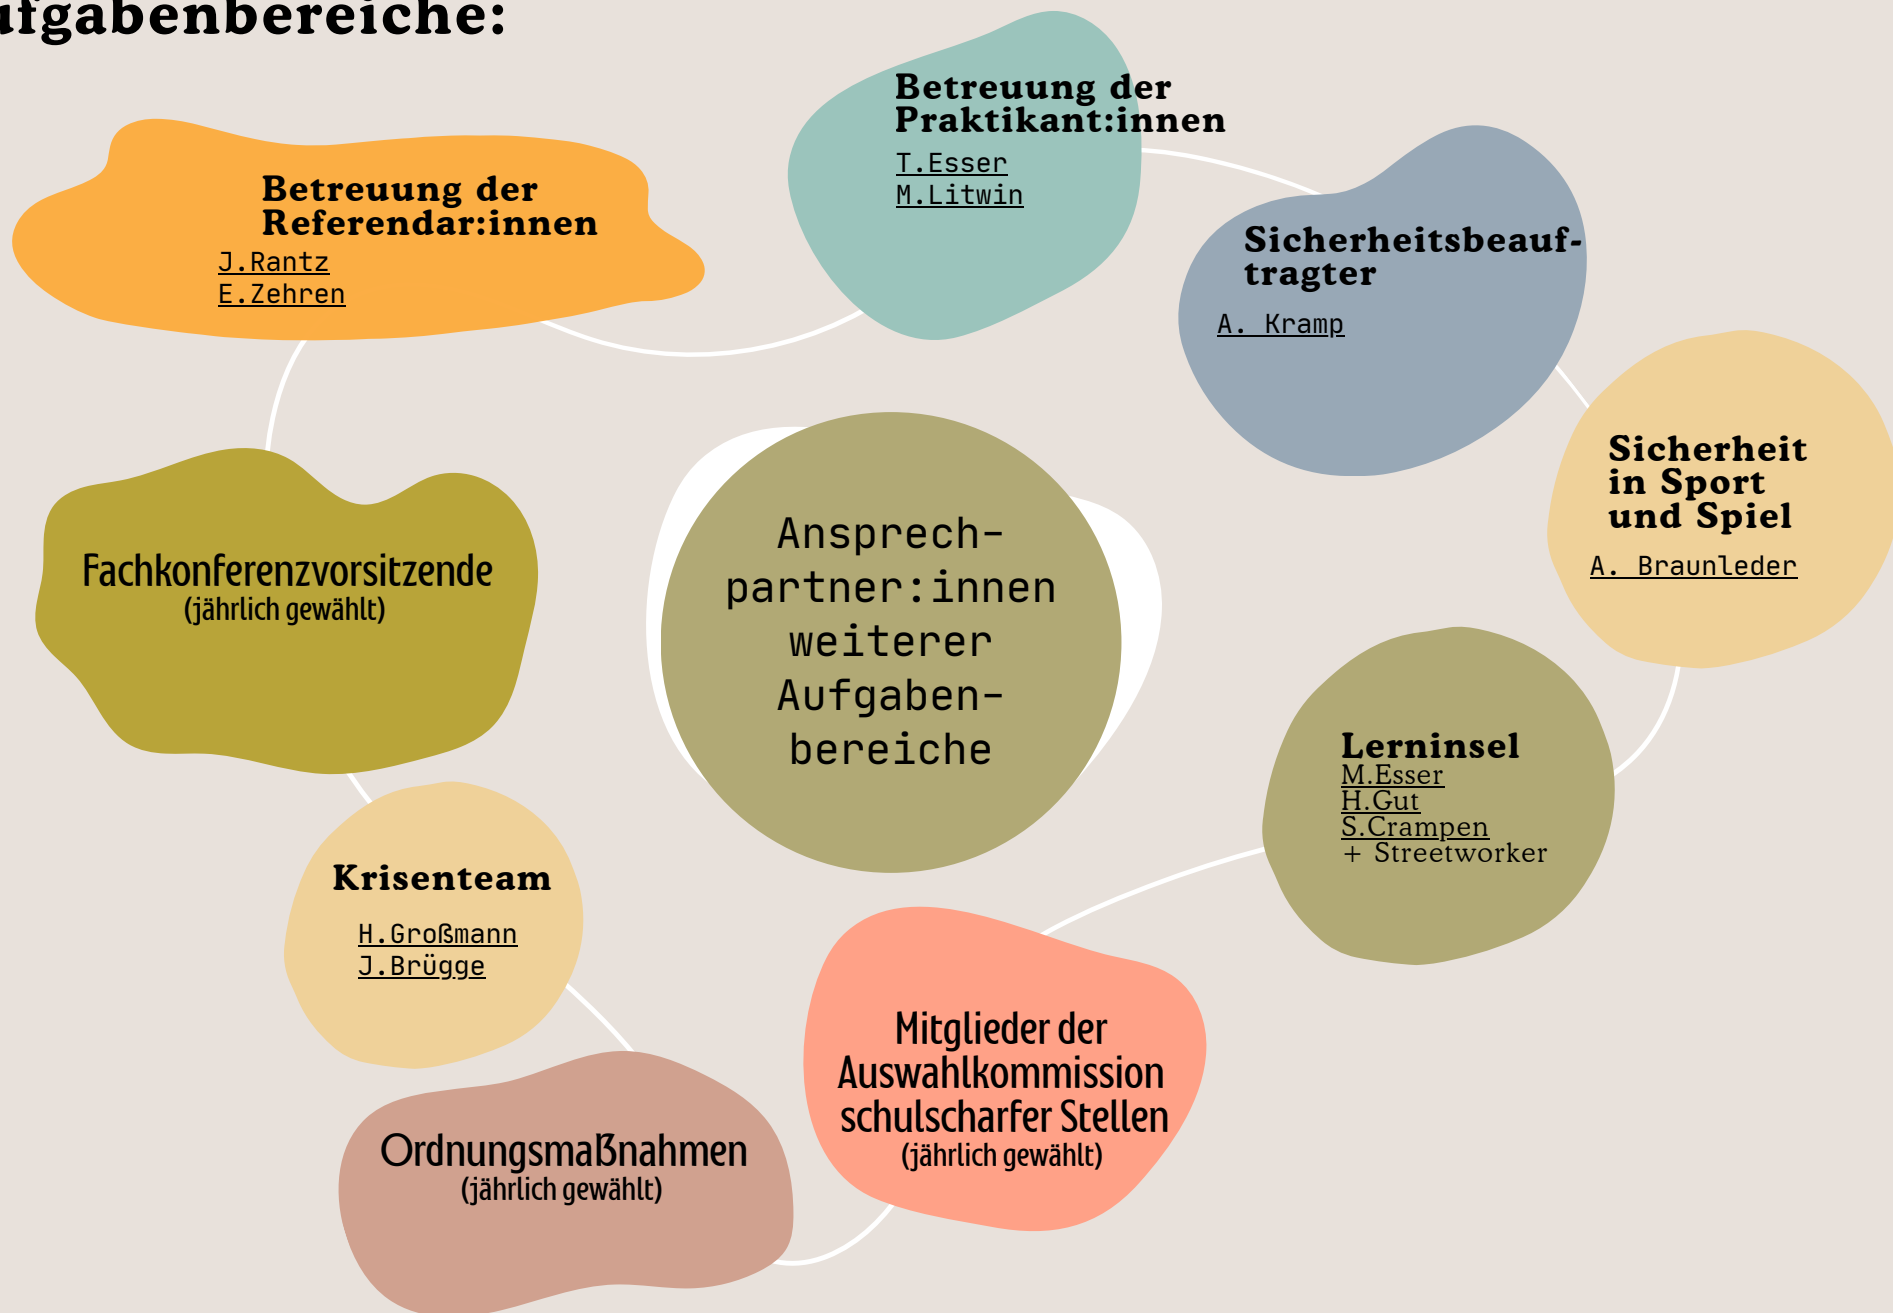 ufgabenbereiche:
Betreuung der
Referendar:innen
J.Rantz
E.Zehren
Betreuung der
Praktikant:innen
T.Esser
M.Litwin
Sicherheitsbeauf-
tragter
A. Kramp
Sicherheit
in Sport
und Spiel
A. Braunleder
Fachkonferenzvorsitzende
(jährlich gewählt)
Ansprech-
partner:innen
weiterer
Aufgaben-
bereiche
Lerninsel
M.Esser
H.Gut
S.Crampen
+ Streetworker
Krisenteam
H.Großmann
J.Brügge
Mitglieder der
Auswahlkommission
schulscharfer Stellen
(jährlich gewählt)
Ordnungsmaßnahmen
(jährlich gewählt)